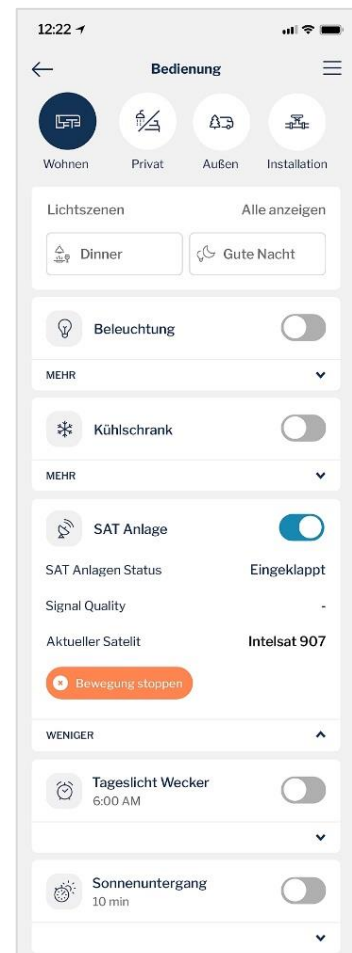 12:22
Bedienung
Wohnen Privat Außen Installation
Lichtszenen Alle anzeigen
Dinner Gute Nacht
Beleuchtung
MEHR
Kühlschrank
MEHR
SAT Anlage
SAT Anlagen Status Eingeklappt
Signal Quality -
Aktueller Satelit Intelsat 907
Bewegung stoppen
WENIGER
Tageslicht Wecker
6:00 AM
Sonnenuntergang
10 min